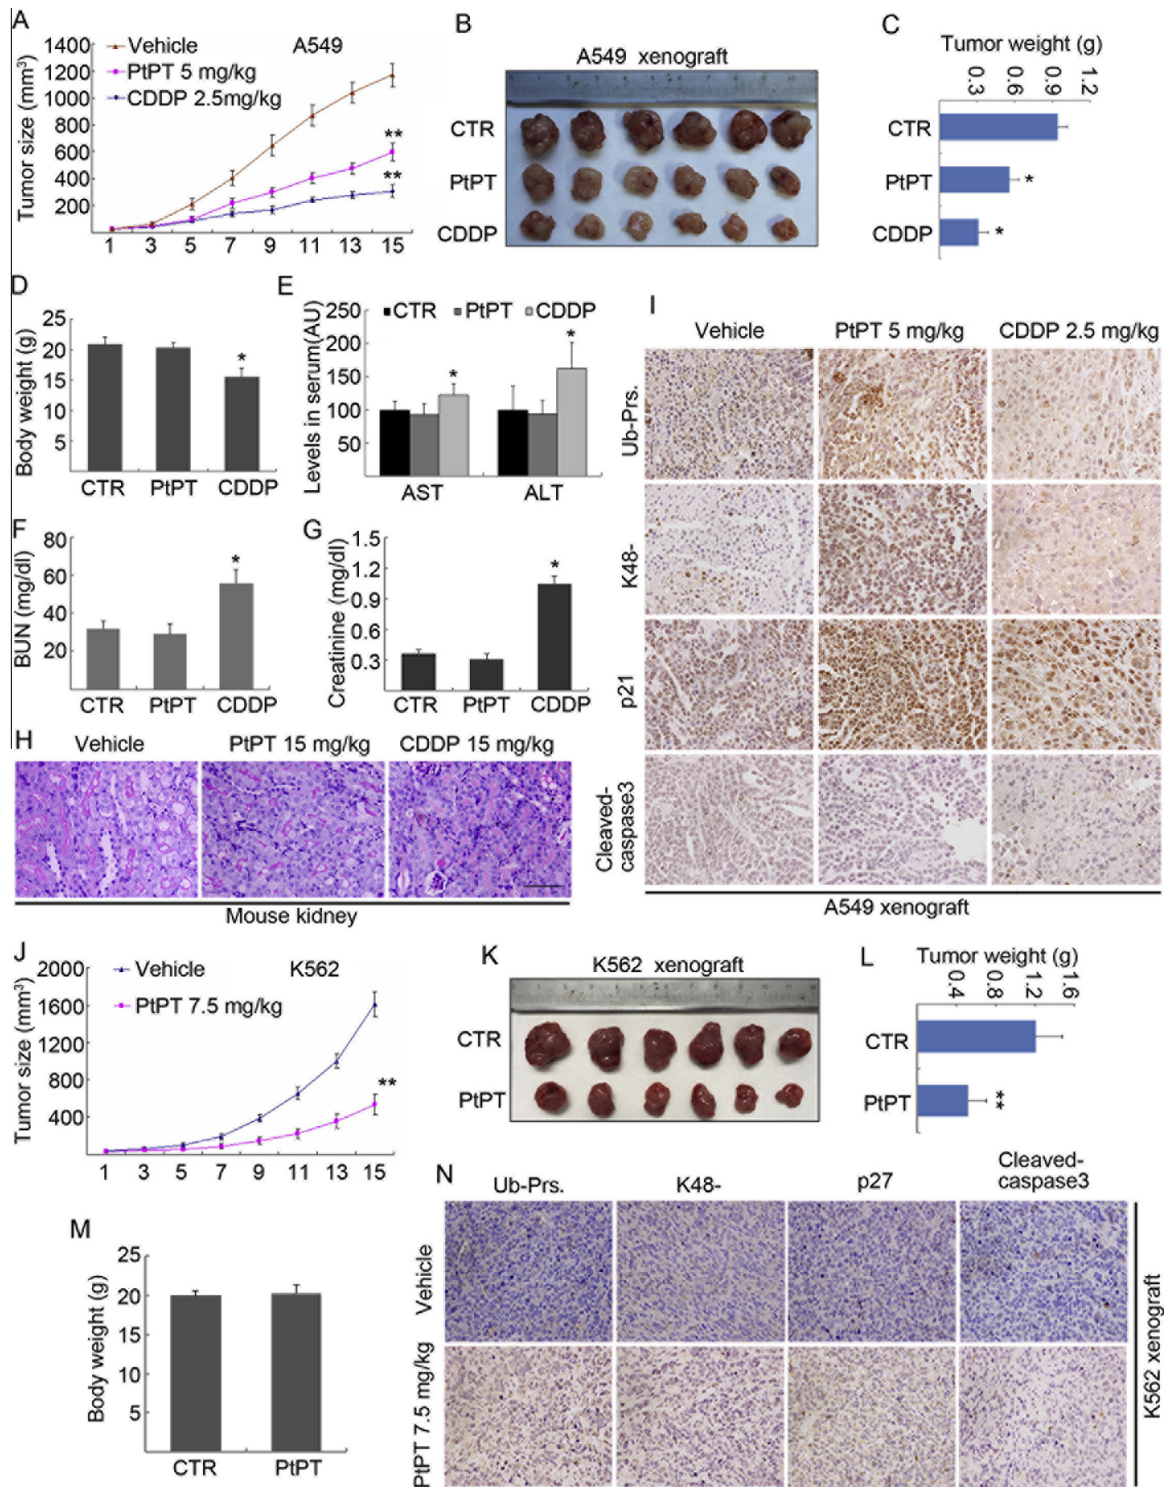 A
Tumor size (mm³)
1400
1200
1000
800
600
400
200
Vehicle
A549
PtPT 5 mg/kg
CDDP 2.5mg/kg
**
**
1 3 5 7 9 11 13 15
B
A549 xenograft
CTR
PtPT
CDDP
C
Tumor weight (g)
0.3 0.6 0.9 1.2
CTR
PtPT *
CDDP *
D
Body weight (g)
25
20
15
10
5
*
CTR PtPT CDDP
E
Levels in serum(AU)
250
200
150
100
50
CTR PtPT CDDP
* *
AST ALT
F
BUN (mg/dl)
80
60
40
20
*
CTR PtPT CDDP
G
Creatinine (mg/dl)
1.5
1.2
0.9
0.6
0.3
*
CTR PtPT CDDP
H
Vehicle PtPT 15 mg/kg CDDP 15 mg/kg
Mouse kidney
I
Vehicle PtPT 5 mg/kg CDDP 2.5 mg/kg
Ub-Prs.
K48-
p21
Cleaved-
caspase3
A549 xenograft
J
Tumor size (mm³)
2000
1600
1200
800
400
Vehicle K562
PtPT 7.5 mg/kg
**
1 3 5 7 9 11 13 15
K
K562 xenograft
CTR
PtPT
L
Tumor weight (g)
0.4 0.8 1.2 1.6
CTR
PtPT **
M
Body weight (g)
25
20
15
10
5
CTR PtPT
N
Ub-Prs. K48- p27 Cleaved-
caspase3
Vehicle
PtPT 7.5 mg/kg
K562 xenograft